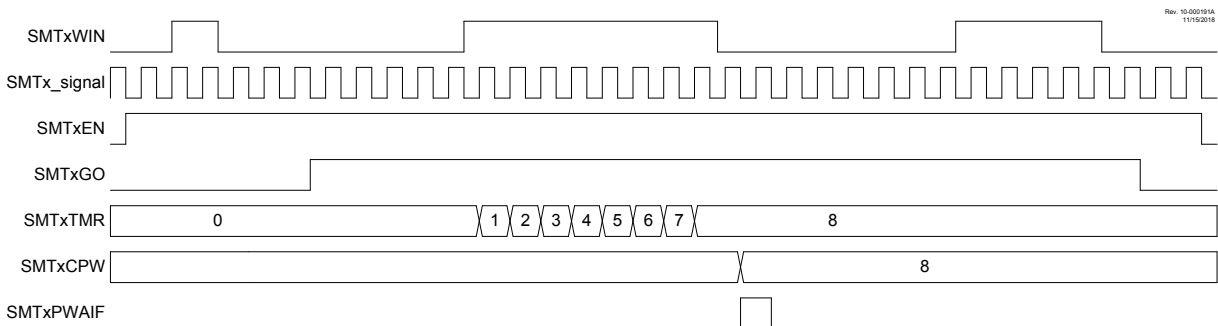 Rev. 10-000191A
11/15/2018
SMTxWIN
SMTx_signal
SMTxEN
SMTxGO
SMTxTMR 0 1 2 3 4 5 6 7 8
SMTxCPW 8
SMTxPWAIF